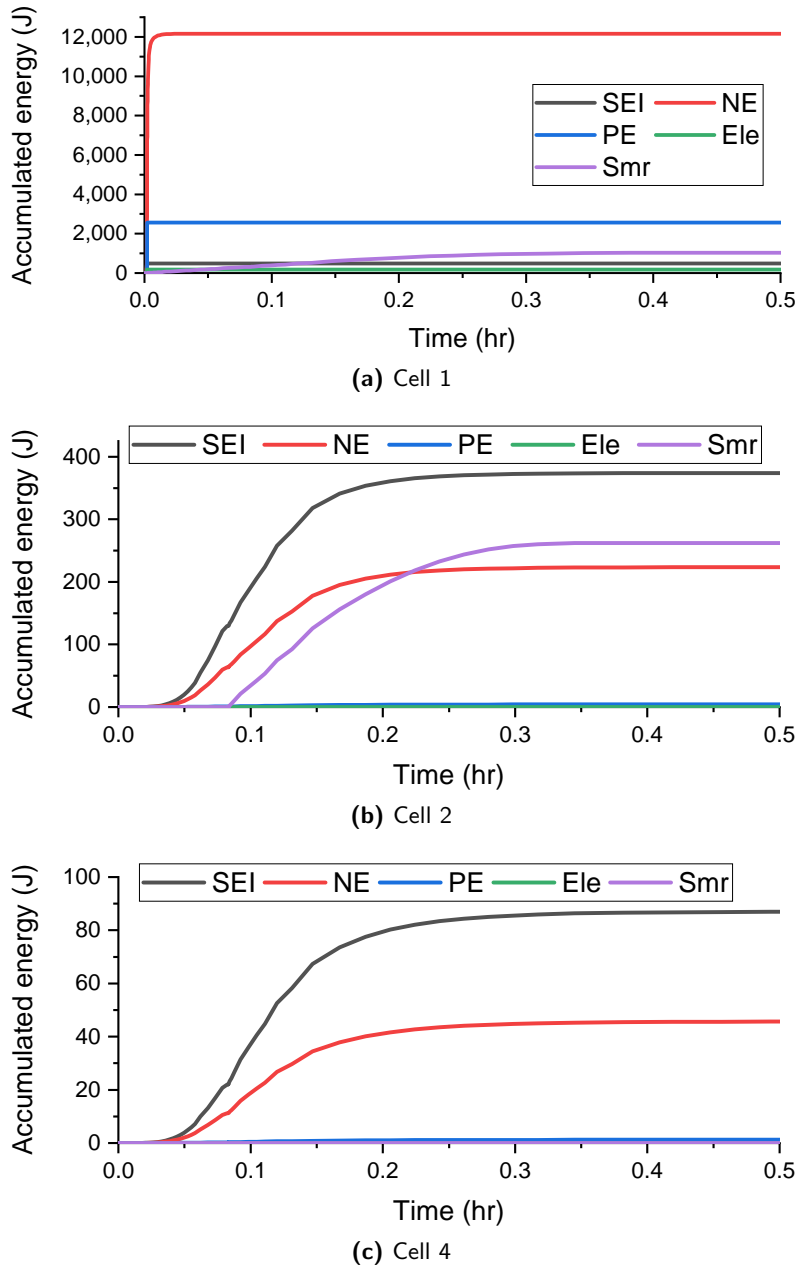 12,000
10,000
8,000
6,000
4,000
2,000
0
Accumulated energy (J)
SEI NE
PE Ele
Smr
0.0 0.1 0.2 0.3 0.4 0.5
Time (hr)
(a) Cell 1
SEI NE PE Ele Smr
400
300
200
100
0
Accumulated energy (J)
0.0 0.1 0.2 0.3 0.4 0.5
Time (hr)
(b) Cell 2
SEI NE PE Ele Smr
100
80
60
40
20
0
Accumulated energy (J)
0.0 0.1 0.2 0.3 0.4 0.5
Time (hr)
(c) Cell 4